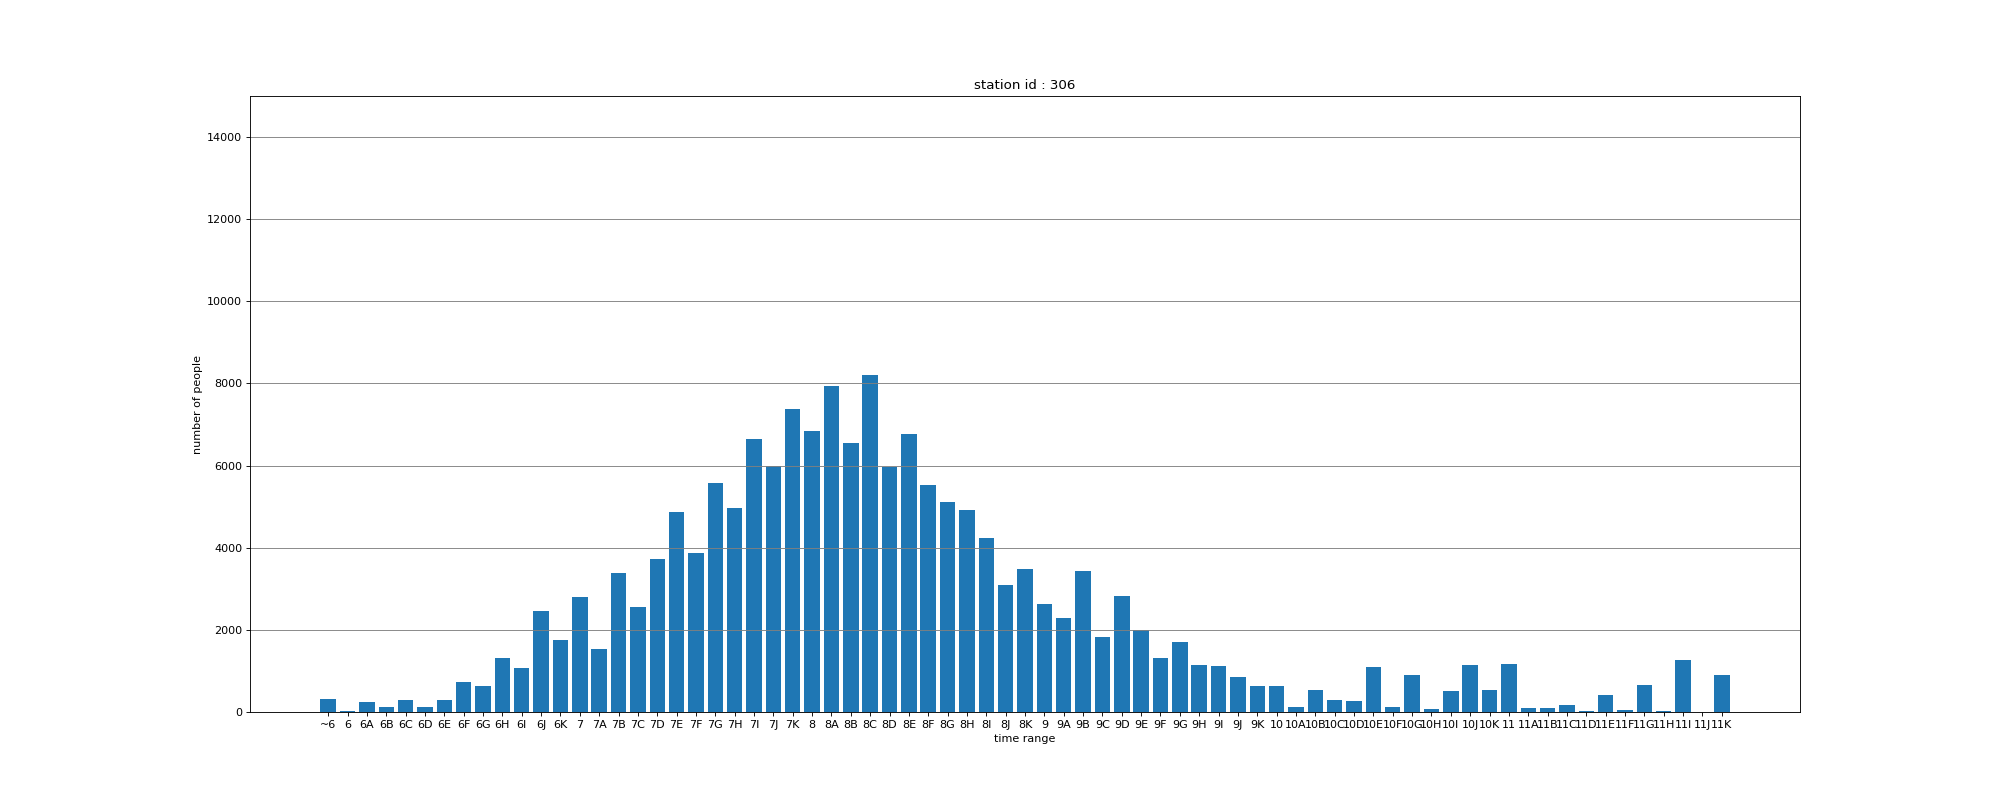 station id : 306
14000
12000
10000
8000
6000
4000
2000
0
number of people
~6 6 6A 6B 6C 6D 6E 6F 6G 6H 6I 6J 6K 7 7A 7B 7C 7D 7E 7F 7G 7H 7I 7J 7K 8 8A 8B 8C 8D 8E 8F 8G 8H 8I 8J 8K 9 9A 9B 9C 9D 9E 9F 9G 9H 9I 9J 9K 10 10A 10B 10C 10D 10E 10F 10G 10H 10I 10J 10K 11 11A 11B 11C 11D 11E 11F 11G 11H 11I 11J 11K
time range